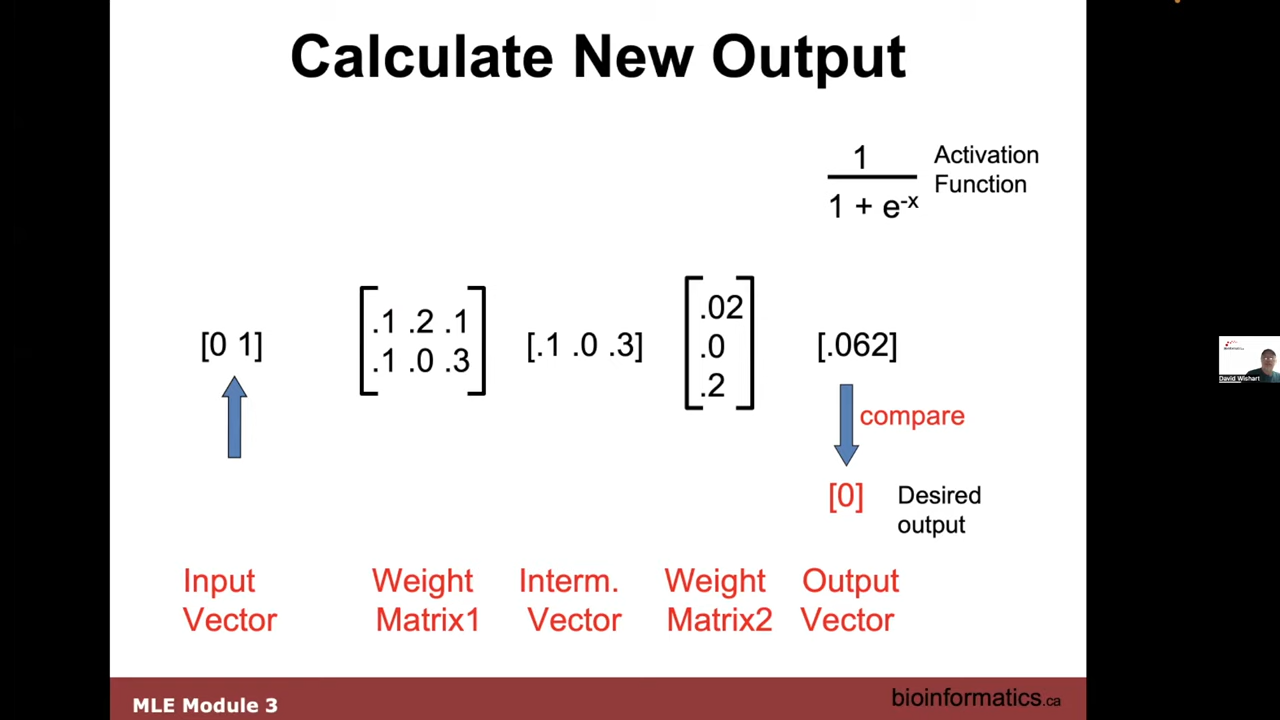 Calculate New Output
1
1 + e-x
Activation
Function
[0 1]
.1 .2 .1
.1 .0 .3
[.1 .0 .3]
.02
.0
.2
[.062]
compare
[0]
Desired
output
Input
Vector
Weight
Matrix1
Interm.
Vector
Weight
Matrix2
Output
Vector
MLE Module 3
bioinformatics.ca
David Wishart